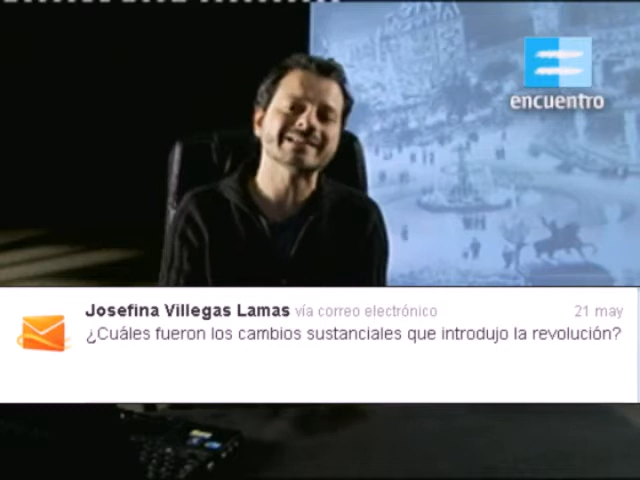 encuentro
Josefina Villegas Lamas vía correo electrónico 21 may
¿Cuáles fueron los cambios sustanciales que introdujo la revolución?